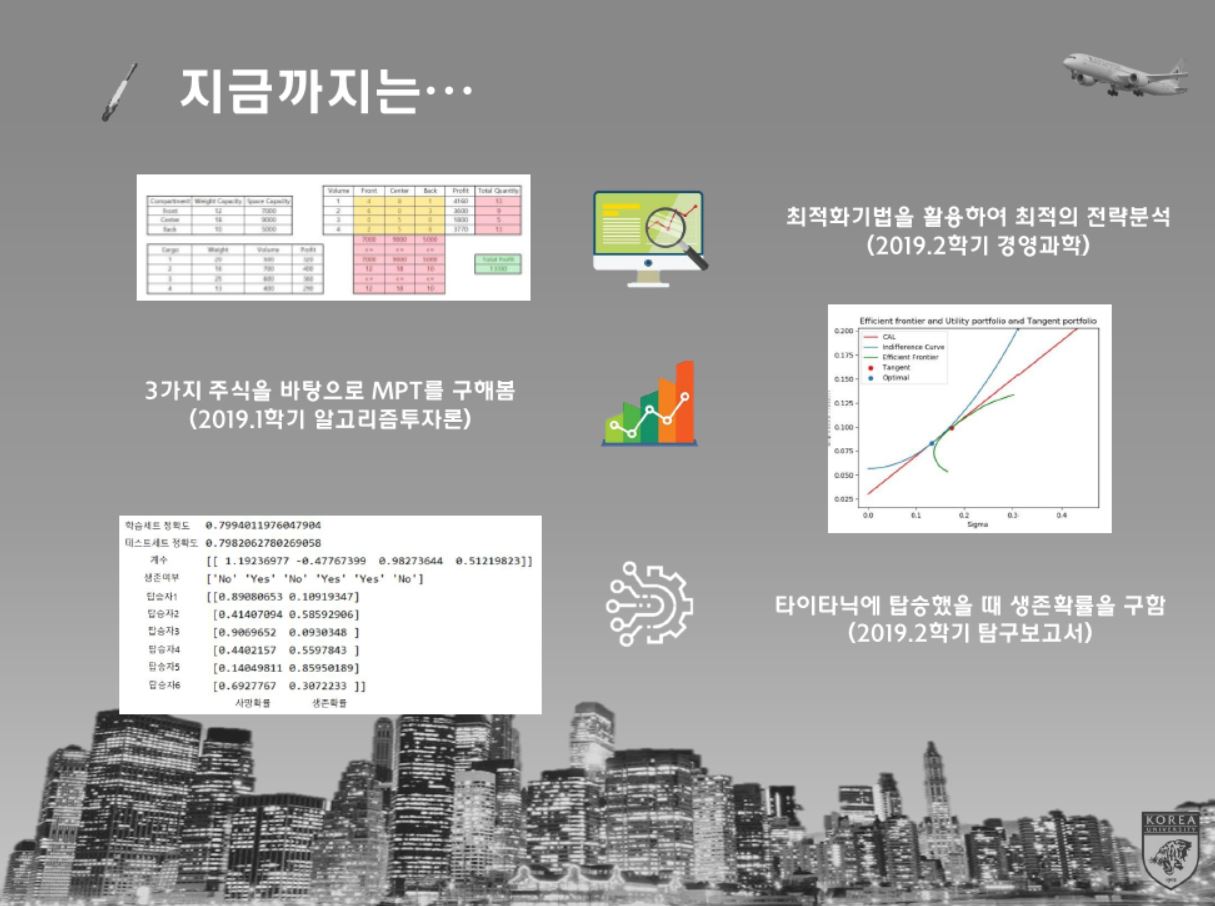 지금까지는…
Compartment Weight Capacity Space Capacity
Front 12 7000
Center 18 9000
Back 10 5000
Cargo Weight Volume Profit
1 20 500 320
2 16 700 400
3 25 600 360
4 13 400 290
Volume Front Center Back Profit Total Quantity
1 4 8 1 4160 13
2 6 0 3 3600 9
3 0 5 0 1800 5
4 2 5 6 3770 13
7000 9000 5000
<= <= <=
7000 9000 5000
12 18 10
<= <= <=
12 18 10
Total Profit
최적화기법을 활용하여 최적의 전략분석
(2019.2학기 경영과학)
3가지 주식을 바탕으로 MPT를 구해봄
(2019.1학기 알고리즘투자론)
Efficient frontier and Utility portfolio and Tangent portfolio
CAL
Indifference Curve
Efficient Frontier
Tangent
Optimal
0.200
0.175
0.150
0.125
0.100
0.075
0.050
0.025
0.0 0.1 0.2 0.3 0.4
Sigma
학습세트 정확도 0.7994011976047904
테스트세트 정확도 0.7982062780269058
계수 [[ 1.19236977 -0.47767399 0.98273644 0.51219823]]
생존여부 ['No' 'Yes' 'No' 'Yes' 'Yes' 'No']
탑승자1 [[0.89080653 0.10919347]
탑승자2 [0.41407094 0.58592906]
탑승자3 [0.9069652 0.0930348 ]
탑승자4 [0.4402157 0.5597843 ]
탑승자5 [0.14049811 0.85950189]
탑승자6 [0.6927767 0.3072233 ]]
사망확률 생존확률
타이타닉에 탑승했을 때 생존확률을 구함
(2019.2학기 탐구보고서)
KOREA
UNIVERSITY